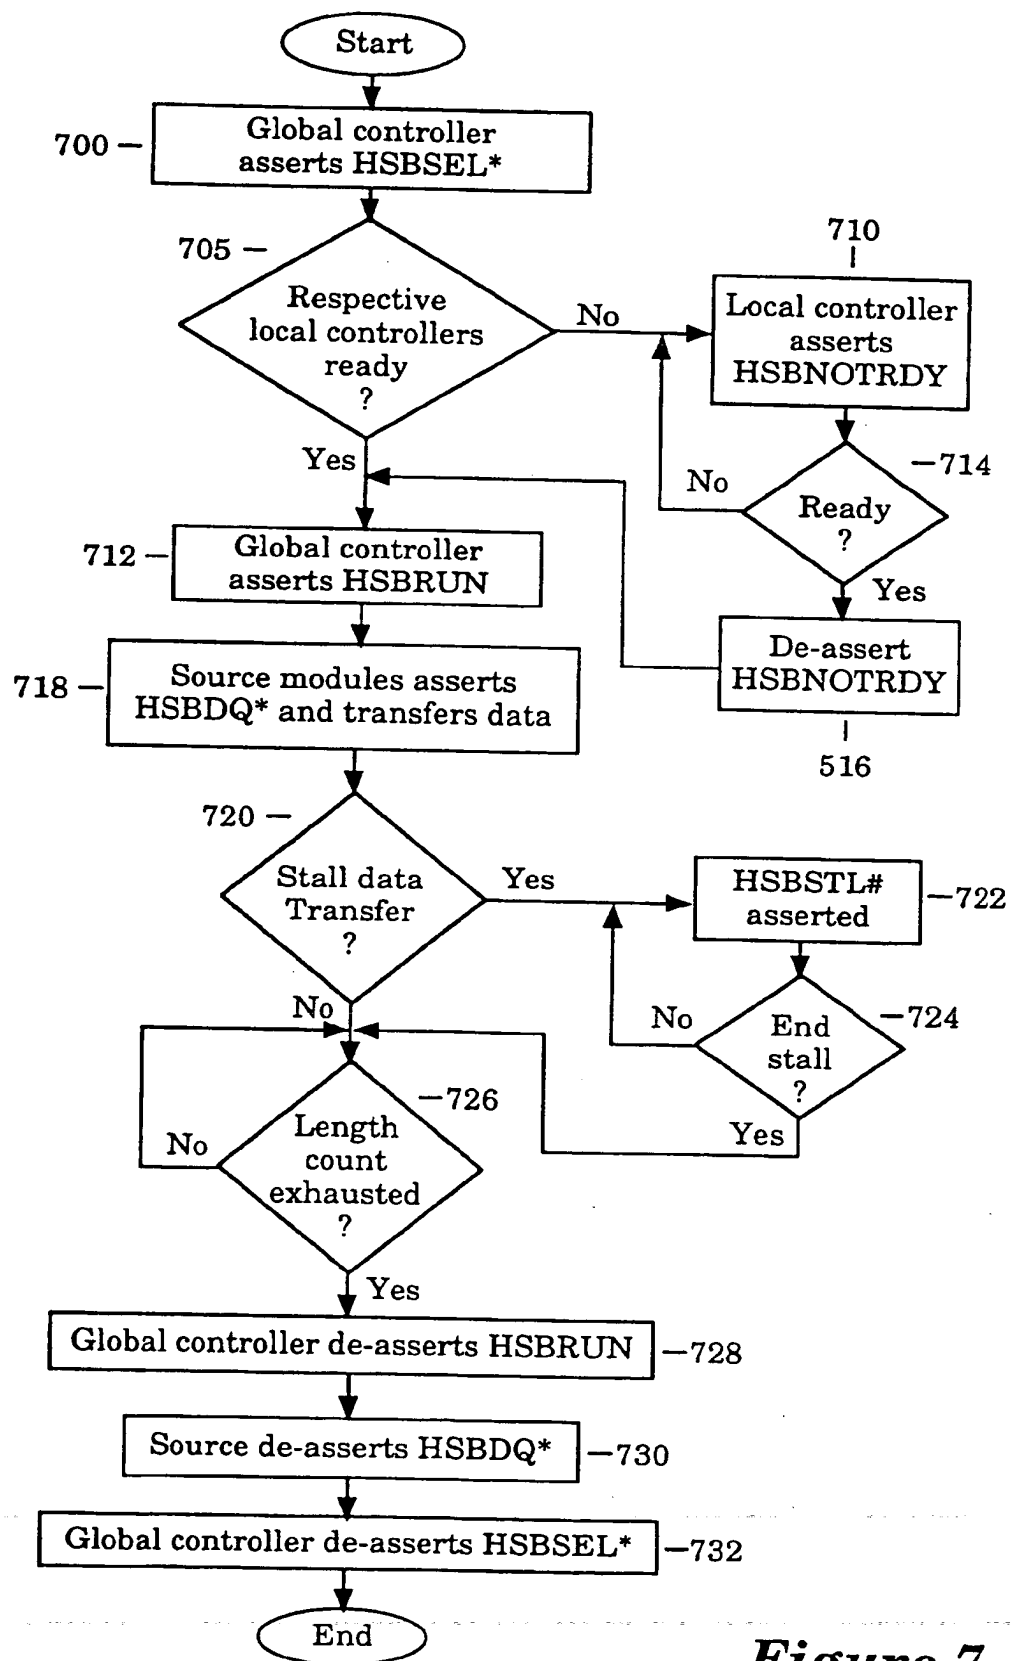 Start
700
Global controller
asserts HSBSEL*
705
Respective
local controllers
ready
?
No
710
Local controller
asserts
HSBNOTRDY
714
Ready
?
No
Yes
De-assert
HSBNOTRDY
516
Yes
712
Global controller
asserts HSBRUN
718
Source modules asserts
HSBDQ* and transfers data
720
Stall data
Transfer
?
Yes
HSBSTL#
asserted
722
End
stall
?
724
No
Yes
No
726
Length
count
exhausted
?
No
Yes
Global controller de-asserts HSBRUN
728
Source de-asserts HSBDQ*
730
Global controller de-asserts HSBSEL*
732
End
Figure 7